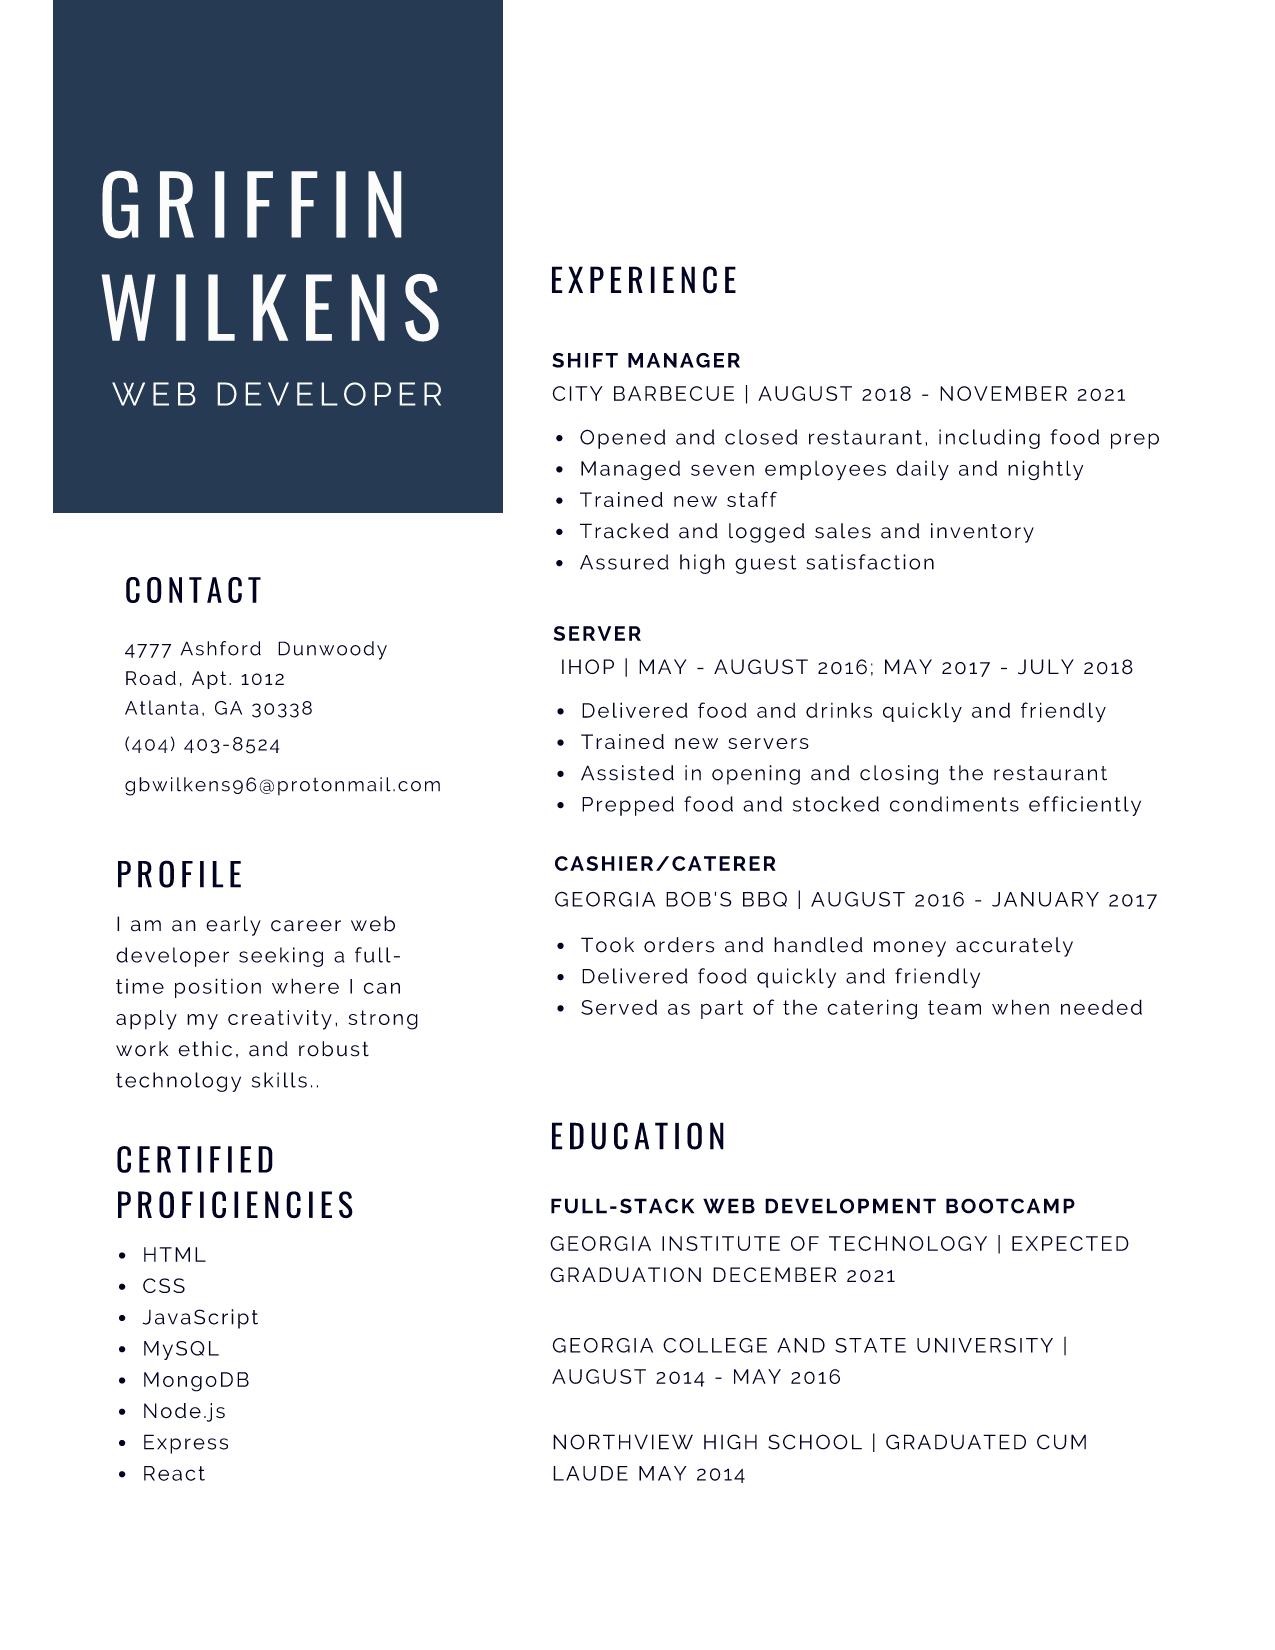 GRIFFIN
WILKENS
WEB DEVELOPER
CONTACT
4777 Ashford  Dunwoody
Road, Apt. 1012
Atlanta, GA 30338
(404) 403-8524
gbwilkens96@protonmail.com
PROFILE
I am an early career web
developer seeking a full-
time position where I can
apply my creativity, strong
work ethic, and robust
technology skills..
CERTIFIED
PROFICIENCIES
• HTML
• CSS
• JavaScript
• MySQL
• MongoDB
• Node.js
• Express
• React
EXPERIENCE
SHIFT MANAGER
CITY BARBECUE | AUGUST 2018 - NOVEMBER 2021
• Opened and closed restaurant, including food prep
• Managed seven employees daily and nightly
• Trained new staff
• Tracked and logged sales and inventory
• Assured high guest satisfaction
SERVER
IHOP | MAY - AUGUST 2016; MAY 2017 - JULY 2018
• Delivered food and drinks quickly and friendly
• Trained new servers
• Assisted in opening and closing the restaurant
• Prepped food and stocked condiments efficiently
CASHIER/CATERER
GEORGIA BOB'S BBQ | AUGUST 2016 - JANUARY 2017
• Took orders and handled money accurately
• Delivered food quickly and friendly
• Served as part of the catering team when needed
EDUCATION
FULL-STACK WEB DEVELOPMENT BOOTCAMP
GEORGIA INSTITUTE OF TECHNOLOGY | EXPECTED
GRADUATION DECEMBER 2021
GEORGIA COLLEGE AND STATE UNIVERSITY |
AUGUST 2014 - MAY 2016
NORTHVIEW HIGH SCHOOL | GRADUATED CUM
LAUDE MAY 2014